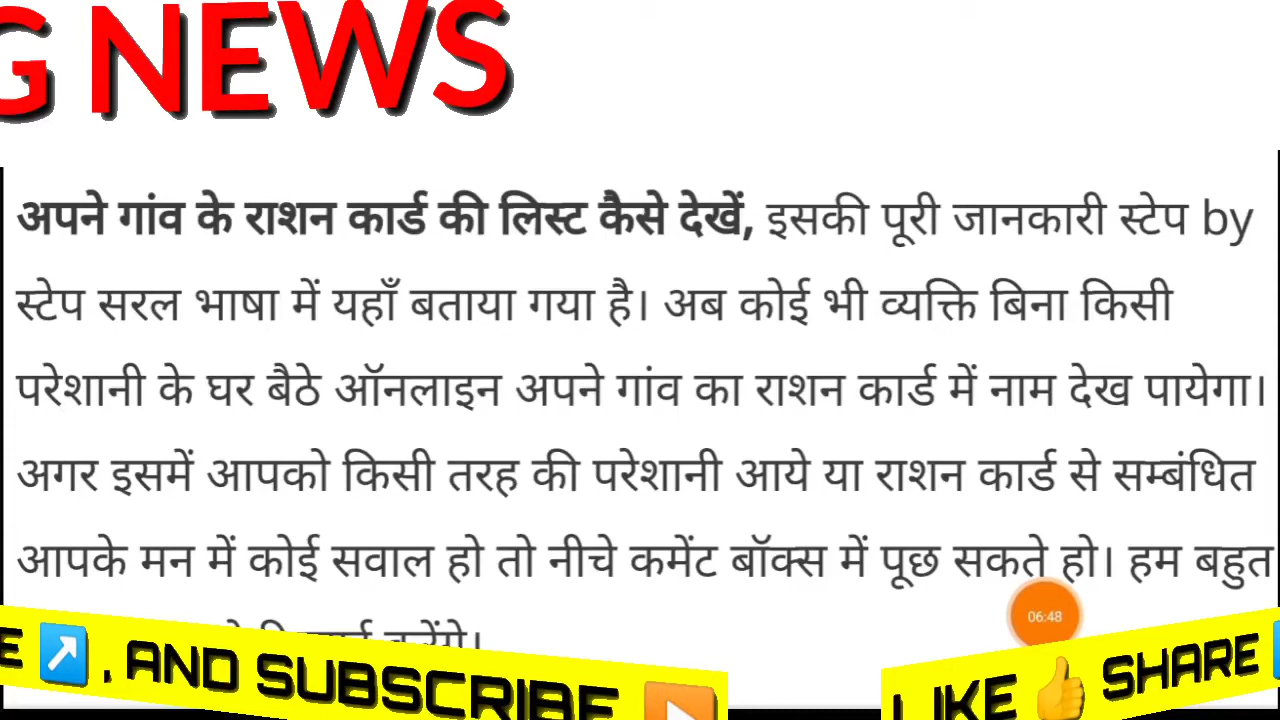 G NEWS
अपने गांव के राशन कार्ड की लिस्ट कैसे देखें, इसकी पूरी जानकारी स्टेप by
स्टेप सरल भाषा में यहाँ बताया गया है। अब कोई भी व्यक्ति बिना किसी
परेशानी के घर बैठे ऑनलाइन अपने गांव का राशन कार्ड में नाम देख पायेगा।
अगर इसमें आपको किसी तरह की परेशानी आये या राशन कार्ड से सम्बंधित
आपके मन में कोई सवाल हो तो नीचे कमेंट बॉक्स में पूछ सकते हो। हम बहुत
06:48
E ↗ . AND SUBSCRIBE ▶
LIKE 👍 SHARE